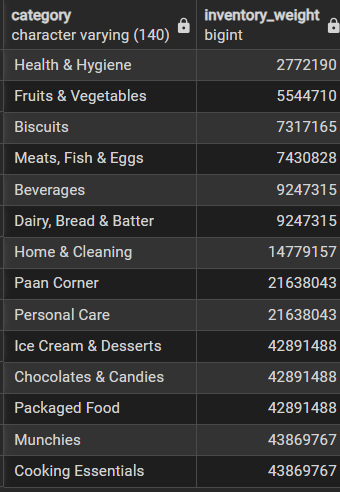 category inventory_weight
character varying (140) bigint
Health & Hygiene 2772190
Fruits & Vegetables 5544710
Biscuits 7317165
Meats, Fish & Eggs 7430828
Beverages 9247315
Dairy, Bread & Batter 9247315
Home & Cleaning 14779157
Paan Corner 21638043
Personal Care 21638043
Ice Cream & Desserts 42891488
Chocolates & Candies 42891488
Packaged Food 42891488
Munchies 43869767
Cooking Essentials 43869767